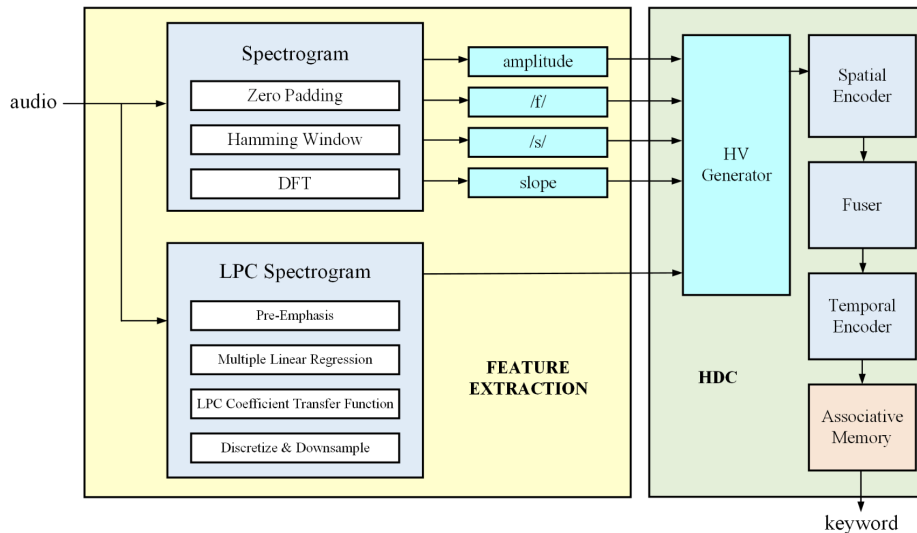 audio
Spectrogram
Zero Padding
Hamming Window
DFT
amplitude
/f/
/s/
slope
LPC Spectrogram
Pre-Emphasis
Multiple Linear Regression
LPC Coefficient Transfer Function
Discretize & Downsample
FEATURE
EXTRACTION
HV
Generator
HDC
Spatial
Encoder
Fuser
Temporal
Encoder
Associative
Memory
keyword